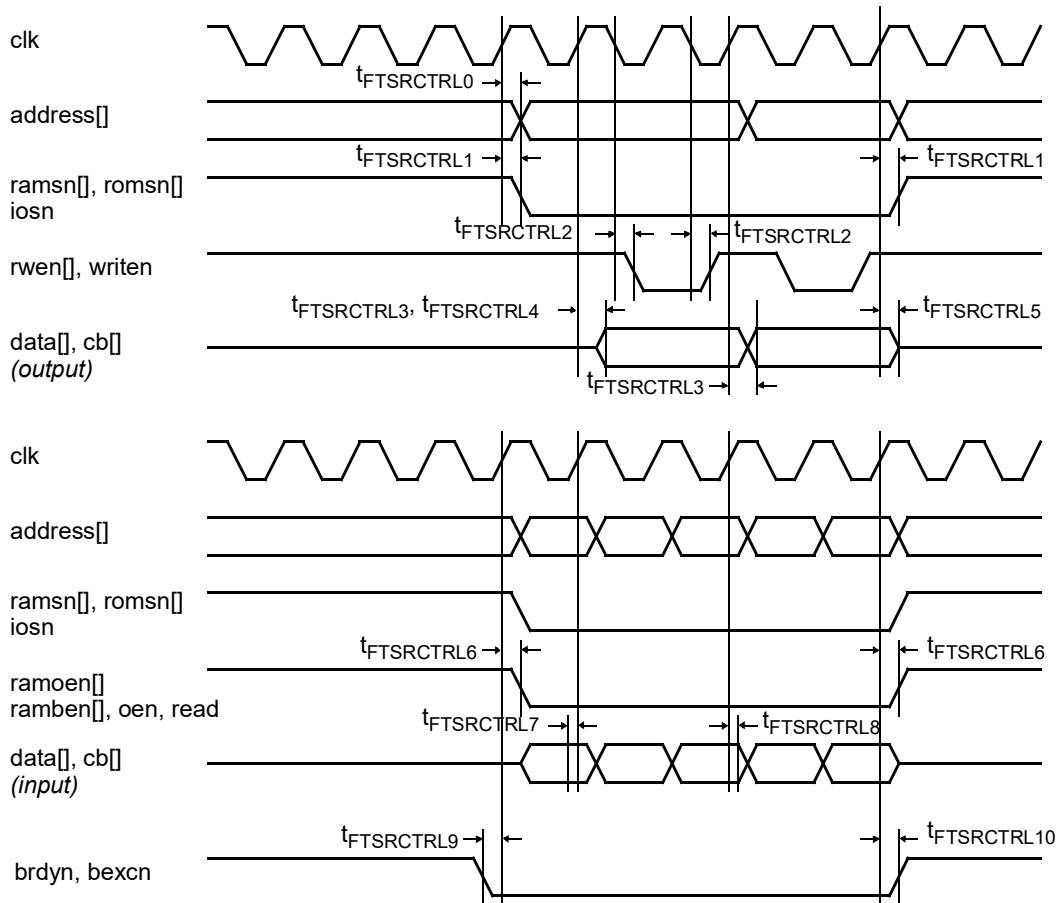 clk
tFTSRCTRL0
address[]
tFTSRCTRL1 tFTSRCTRL1
ramsn[], romsn[]
iosn
tFTSRCTRL2 tFTSRCTRL2
rwen[], writen
tFTSRCTRL3, tFTSRCTRL4 tFTSRCTRL5
data[], cb[]
(output)
tFTSRCTRL3
clk
address[]
ramsn[], romsn[]
iosn
tFTSRCTRL6 tFTSRCTRL6
ramoen[]
ramben[], oen, read
tFTSRCTRL7 tFTSRCTRL8
data[], cb[]
(input)
tFTSRCTRL9 tFTSRCTRL10
brdyn, bexcn